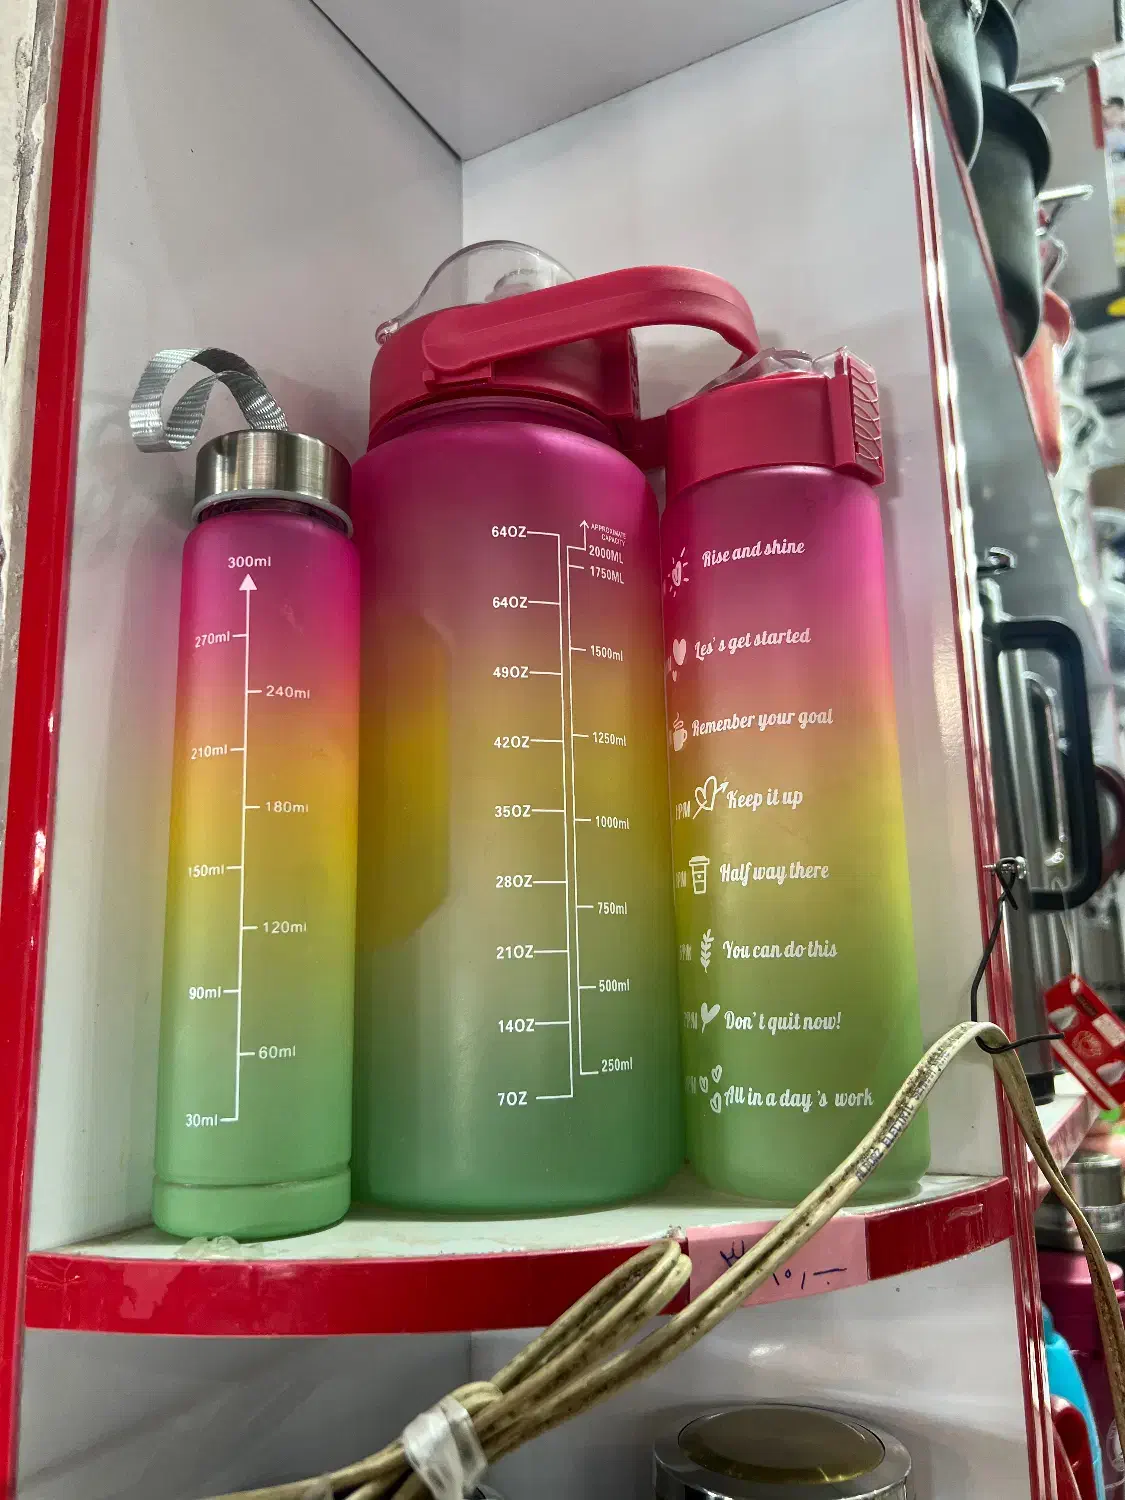 300ml
270ml
240ml
210ml
180ml
150ml
120ml
90ml
60ml
30ml
64OZ
64OZ
49OZ
42OZ
35OZ
28OZ
21OZ
14OZ
7OZ
APPROXIMATE
CAPACITY
2000ML
1750ML
1500ml
1250ml
1000ml
750ml
500ml
250ml
Rise and shine
Les's get started
Remenber your goal
Keep it up
Half way there
You can do this
Don't quit now!
All in a day's work